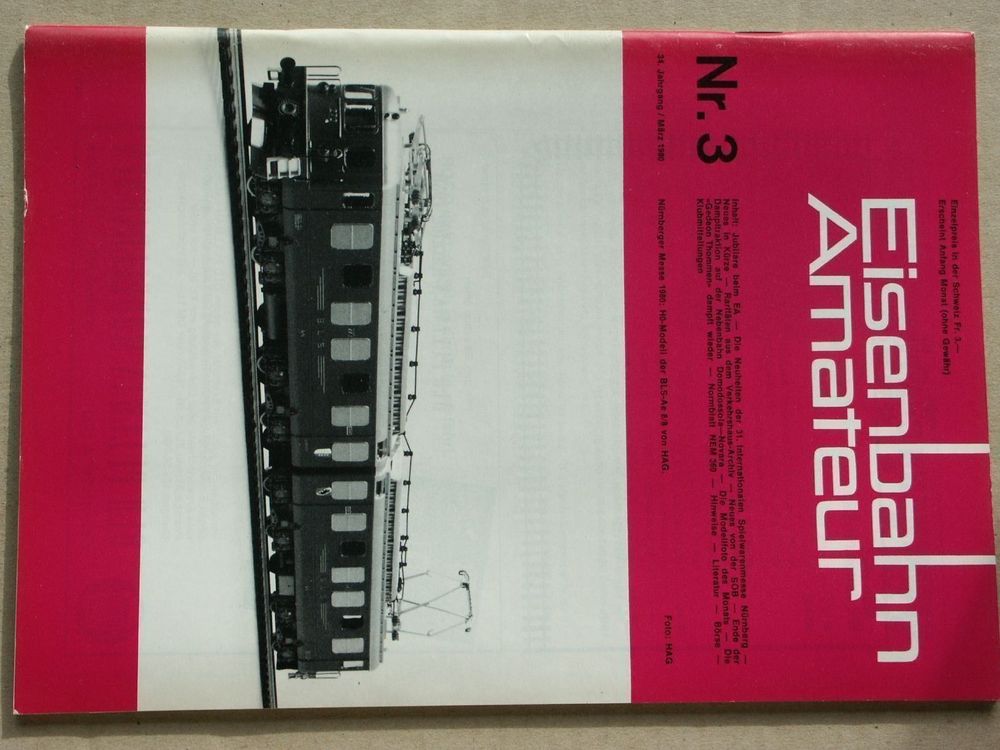 Einzelpreis in der Schweiz Fr. 3.—
Erscheint Anfang Monat (ohne Gewähr)
Eisenbahn
Amateur
Nr. 3
34. Jahrgang / März 1980
Inhalt: Jubilare beim EA — Die Neuheiten der 31. Internationalen Spielwarenmesse Nürnberg —
Neues in Kürze — Raritäten aus dem Verkehrshaus-Archiv — Neues von der SOB — Ende der
Dampftraktion auf der Nebenbahn Domodossola—Novara — Die Modellfoto des Monats — Die
«Gedeon Thommen» dampft wieder — Normblatt NEM 369 — Hinweise — Literatur — Börse —
Klubmitteilungen
Nürnberger Messe 1980: H0-Modell der BLS-Ae 8/8 von HAG.
Foto: HAG
BLS